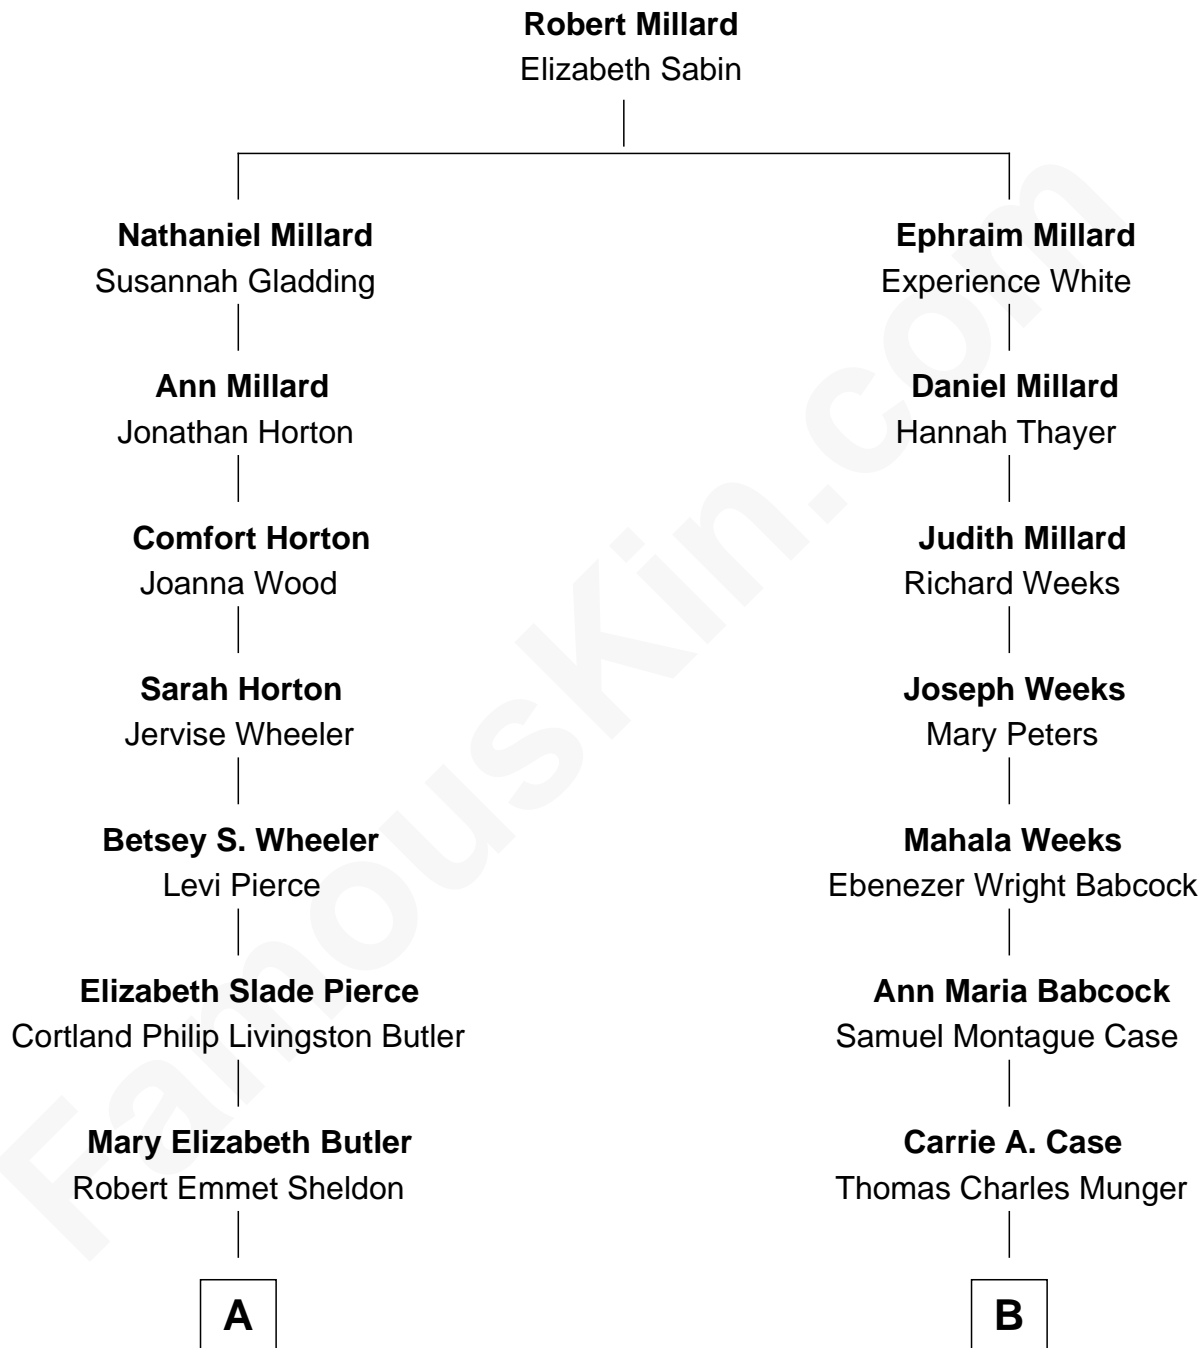 Robert Millard
Elizabeth Sabin
Nathaniel Millard
Susannah Gladding
Ephraim Millard
Experience White
Ann Millard
Jonathan Horton
Daniel Millard
Hannah Thayer
Comfort Horton
Joanna Wood
Judith Millard
Richard Weeks
Sarah Horton
Jervise Wheeler
Joseph Weeks
Mary Peters
Betsey S. Wheeler
Levi Pierce
Mahala Weeks
Ebenezer Wright Babcock
Elizabeth Slade Pierce
Cortland Philip Livingston Butler
Ann Maria Babcock
Samuel Montague Case
Mary Elizabeth Butler
Robert Emmet Sheldon
Carrie A. Case
Thomas Charles Munger
A
B
FamousKin.com